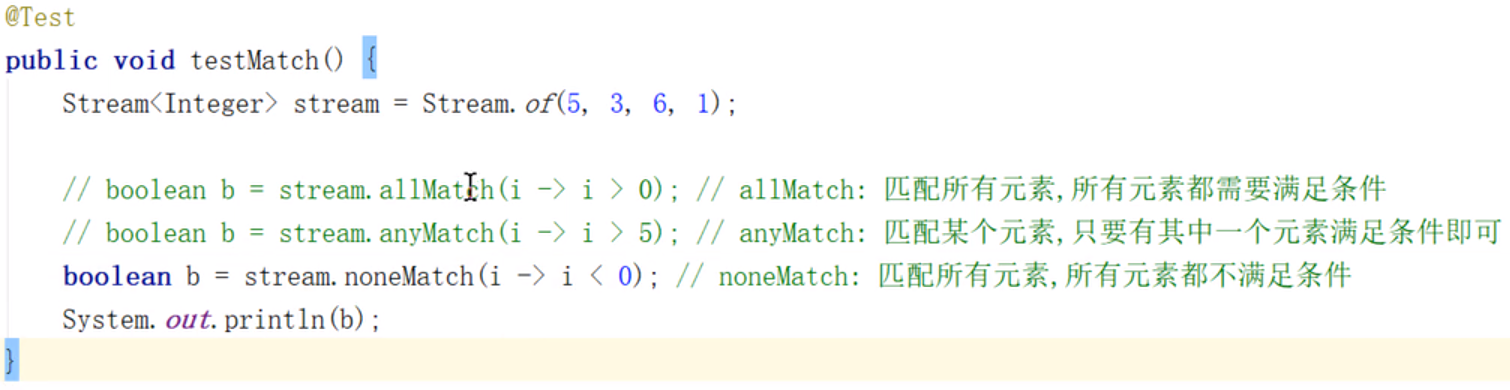 @Test
public void testMatch() {
    Stream<Integer> stream = Stream.of(5, 3, 6, 1);
    // boolean b = stream.allMatch(i -> i > 0); // allMatch: 匹配所有元素,所有元素都需要满足条件
    // boolean b = stream.anyMatch(i -> i > 5); // anyMatch: 匹配某个元素,只要有其中一个元素满足条件即可
    boolean b = stream.noneMatch(i -> i < 0); // noneMatch: 匹配所有元素,所有元素都不满足条件
    System.out.println(b);
}